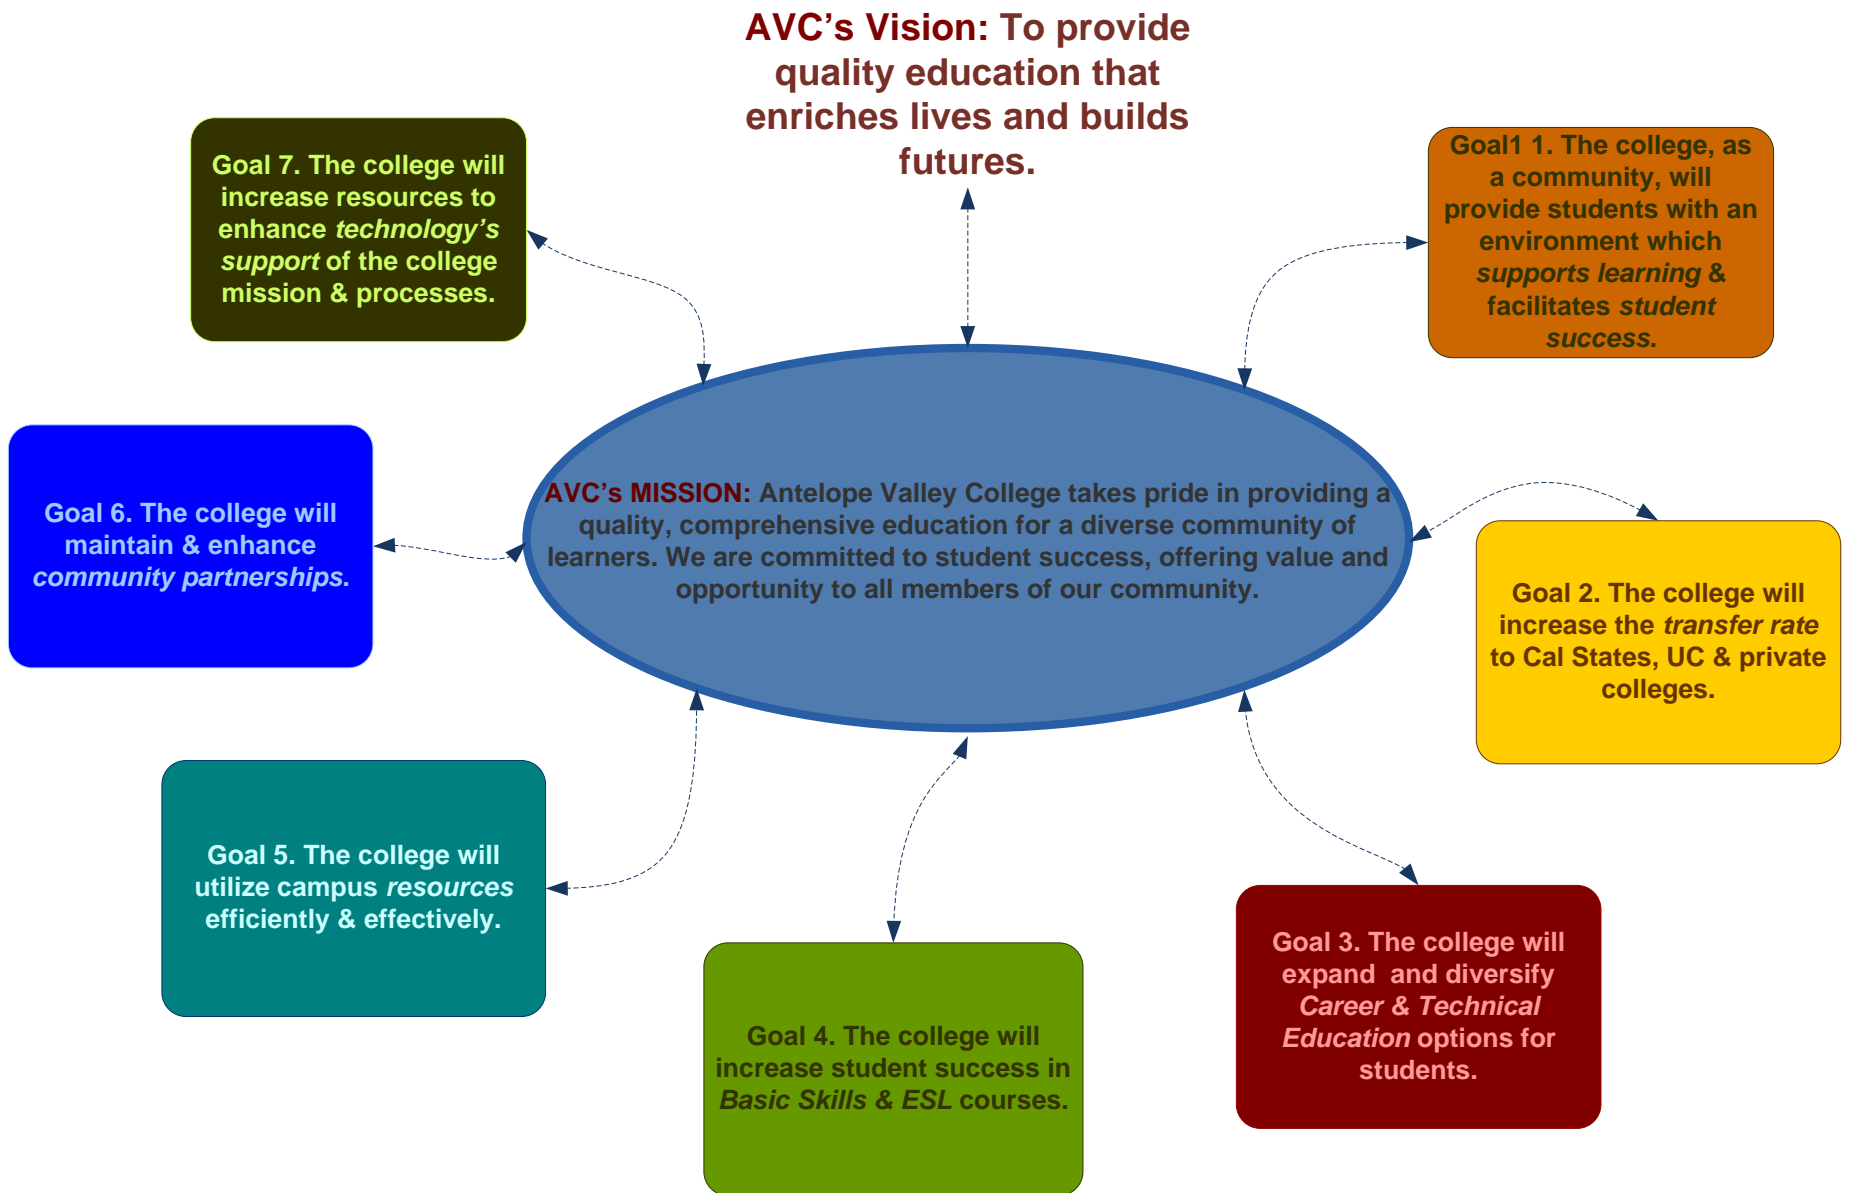 AVC's Vision: To provide
quality education that
enriches lives and builds
futures.
Goal1 1. The college, as
a community, will
provide students with an
environment which
supports learning &
facilitates student
success.
Goal 7. The college will
increase resources to
enhance technology's
support of the college
mission & processes.
AVC's MISSION: Antelope Valley College takes pride in providing a
quality, comprehensive education for a diverse community of
learners. We are committed to student success, offering value and
opportunity to all members of our community.
Goal 6. The college will
maintain & enhance
community partnerships.
Goal 2. The college will
increase the transfer rate
to Cal States, UC & private
colleges.
Goal 5. The college will
utilize campus resources
efficiently & effectively.
Goal 3. The college will
expand  and diversify
Career & Technical
Education options for
students.
Goal 4. The college will
increase student success in
Basic Skills & ESL courses.